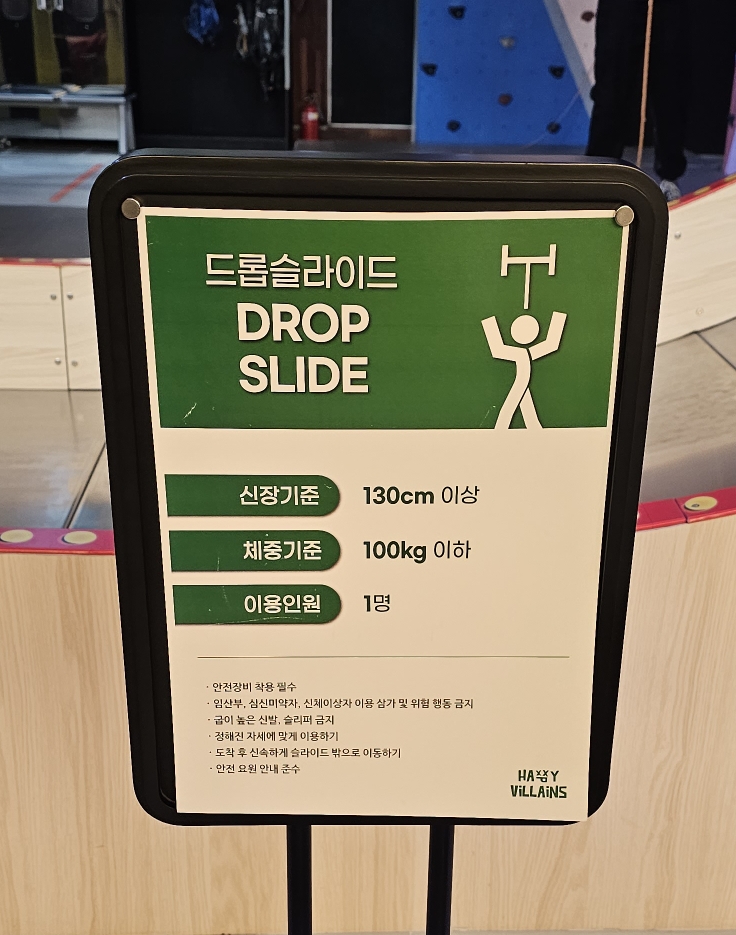 드롭슬라이드
DROP
SLIDE
신장기준 130cm 이상
체중기준 100kg 이하
이용인원 1명
· 안전장비 착용 필수
· 임산부, 심신미약자, 신체이상자 이용 삼가 및 위험 행동 금지
· 굽이 높은 신발, 슬리퍼 금지
· 정해진 자세에 맞게 이용하기
· 도착 후 신속하게 슬라이드 밖으로 이동하기
· 안전 요원 안내 준수
HAXXY
VILLAINS